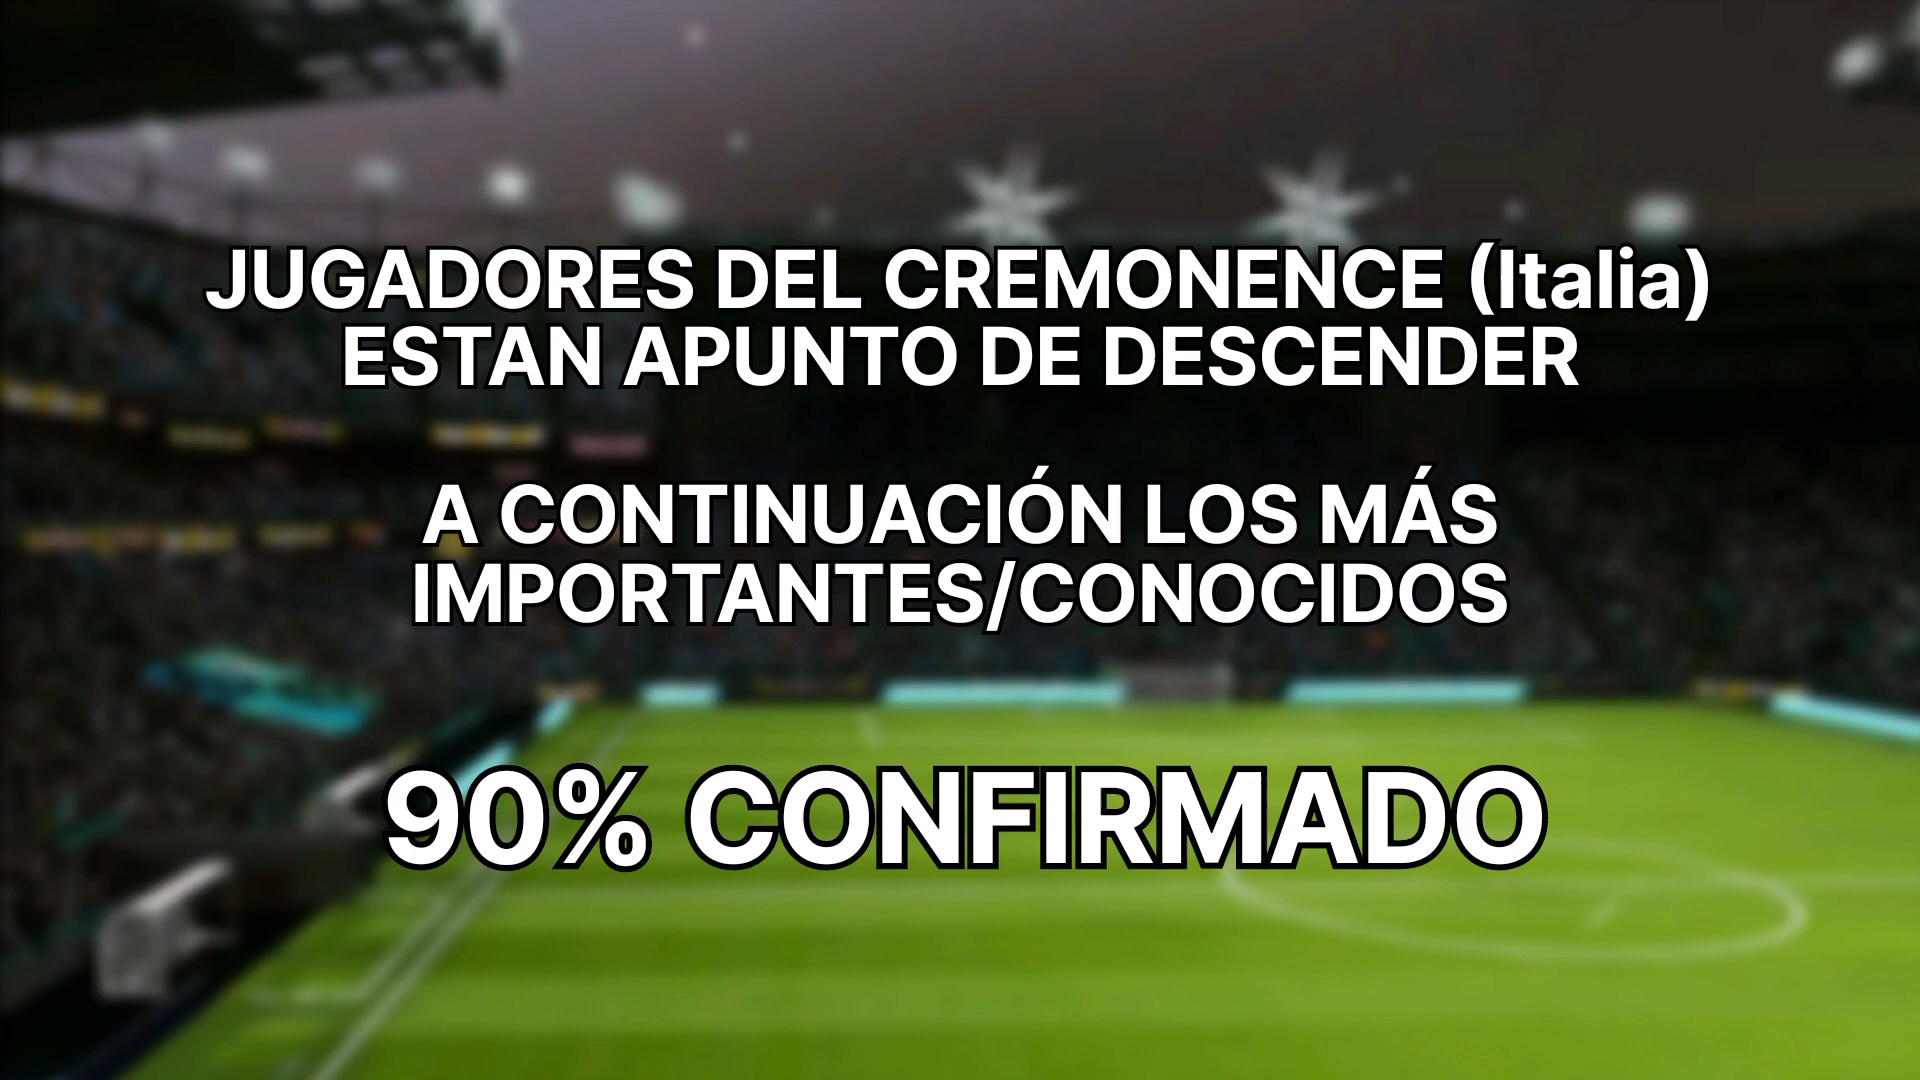 JUGADORES DEL CREMONENCE (Italia)
ESTAN APUNTO DE DESCENDER
A CONTINUACIÓN LOS MÁS
IMPORTANTES/CONOCIDOS
90% CONFIRMADO